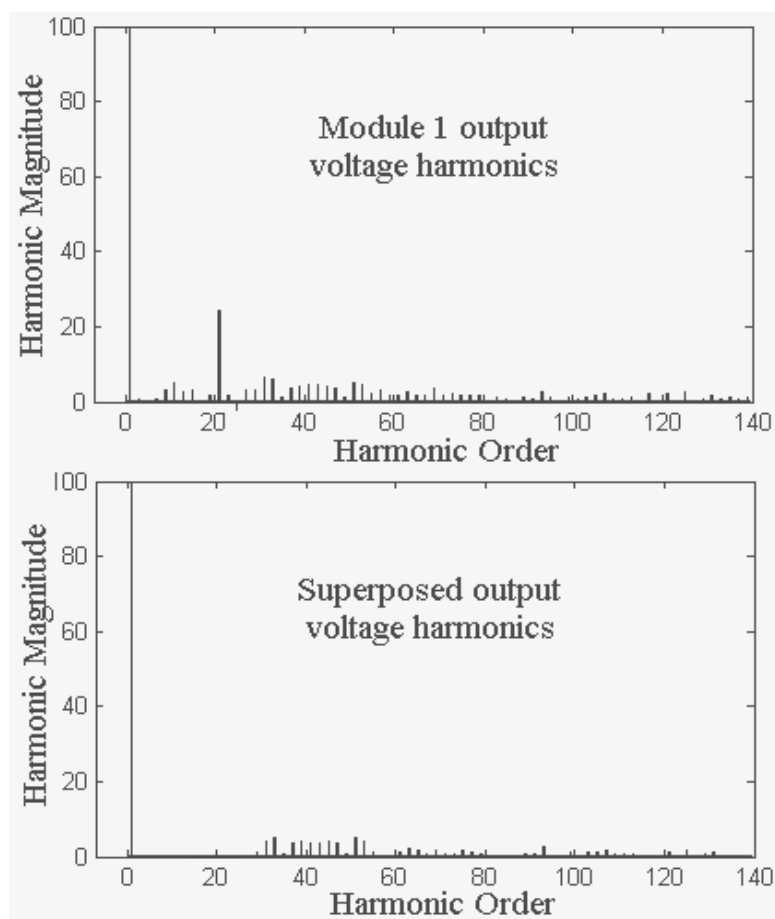 100
80
60
40
20
0
Harmonic Magnitude
Module 1 output
voltage harmonics
0 20 40 60 80 100 120 140
Harmonic Order
100
80
60
40
20
0
Harmonic Magnitude
Superposed output
voltage harmonics
0 20 40 60 80 100 120 140
Harmonic Order